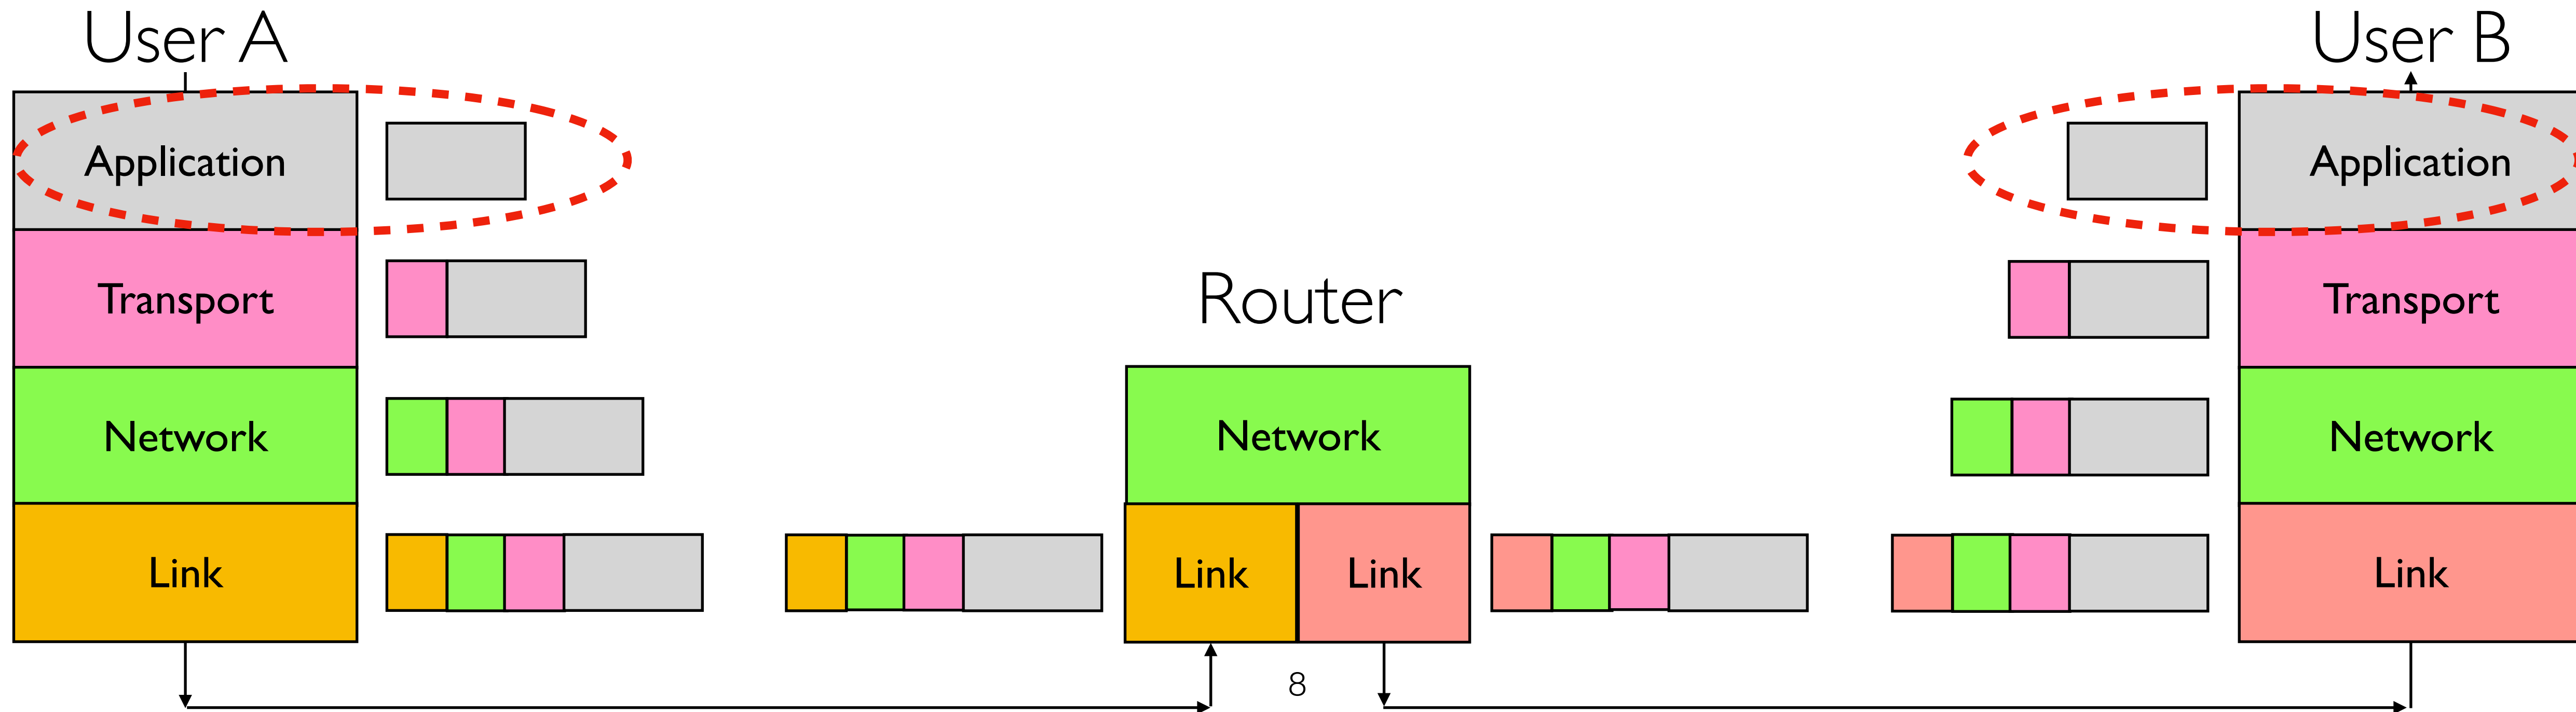 User A
User B
Application
Application
Transport
Router
Transport
Network
Network
Network
Link
Link
Link
Link
8